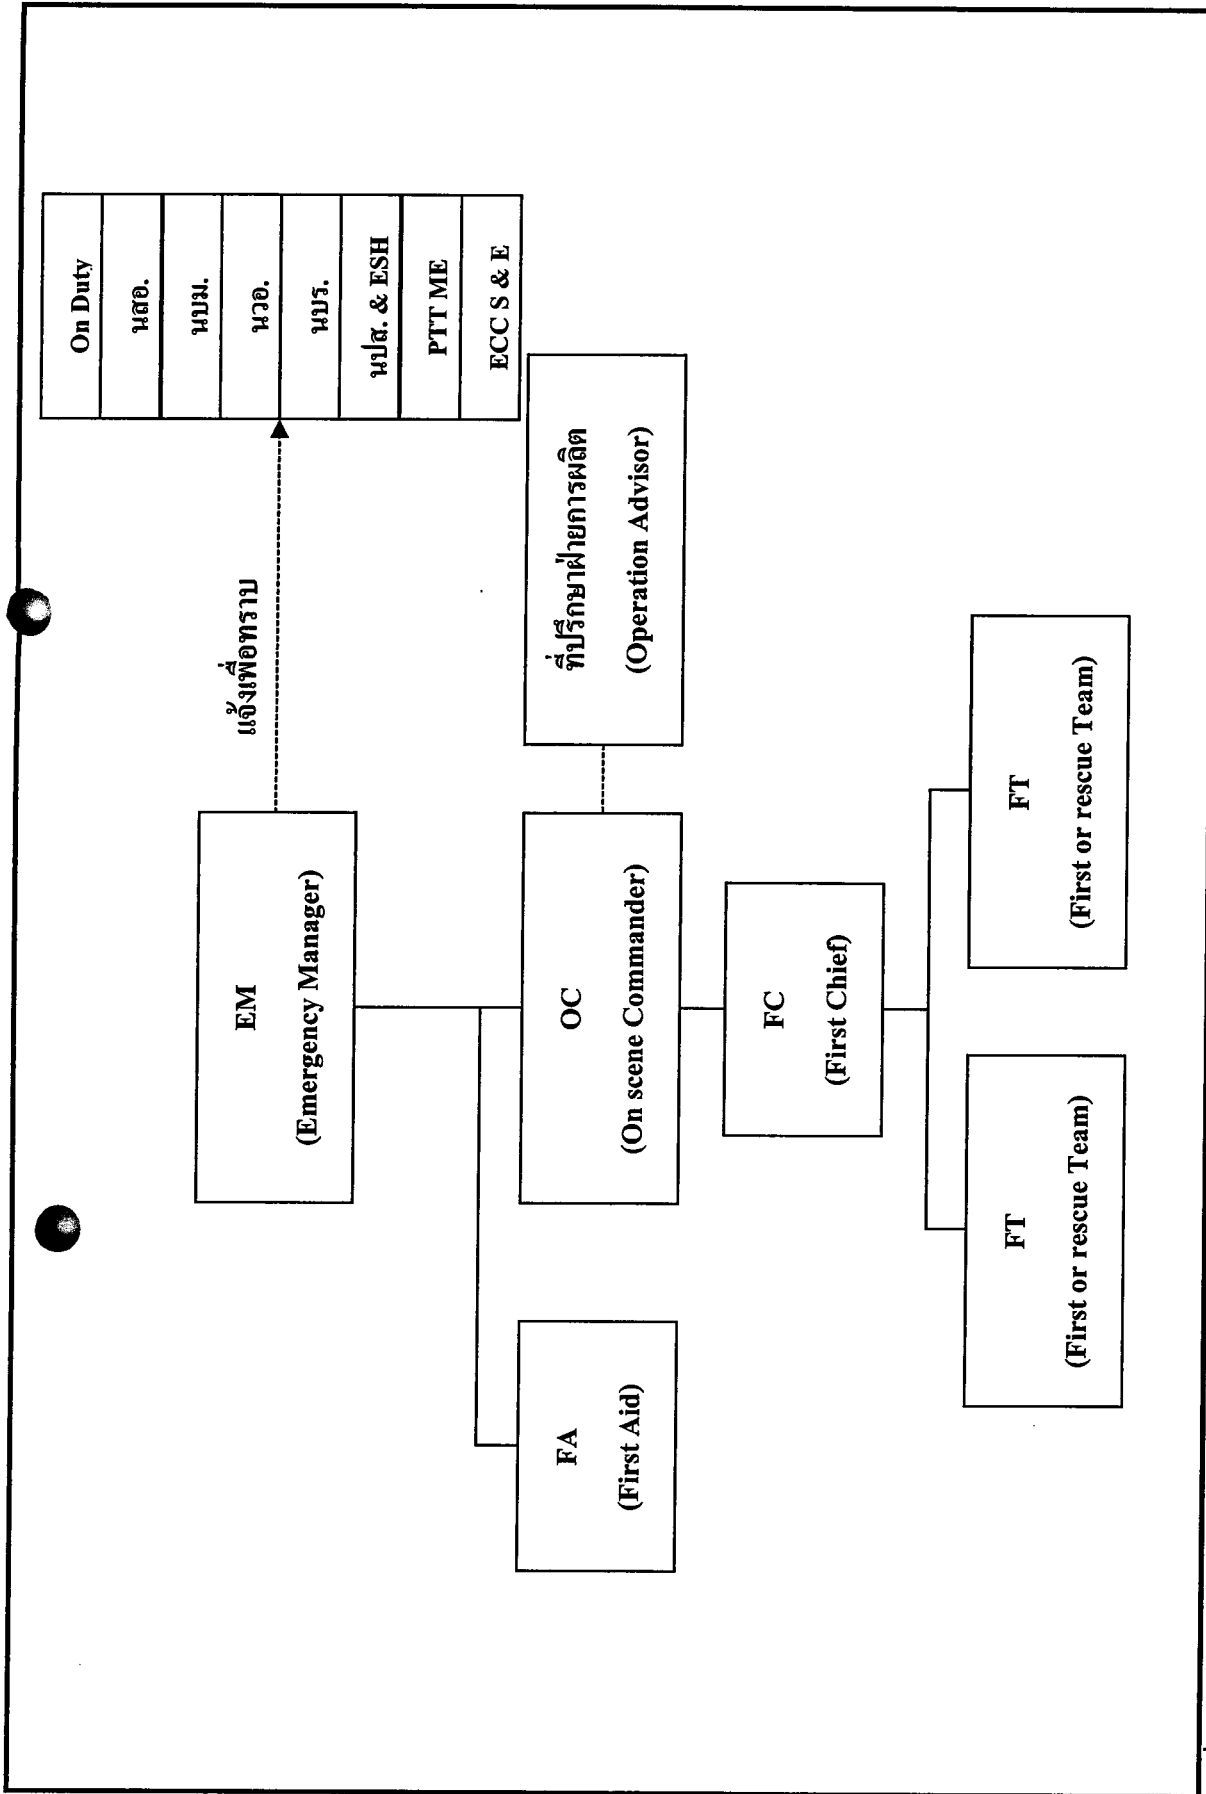 On Duty
นสอ.
นบม.
นวอ.
นบร.
นปส. & ESH
PTT ME
ECC S & E
แจ้งเพื่อทราบ
EM
(Emergency Manager)
ที่ปรึกษาฝ่ายการผลิต
(Operation Advisor)
FA
(First Aid)
OC
(On scene Commander)
FC
(First Chief)
FT
(First or rescue Team)
FT
(First or rescue Team)